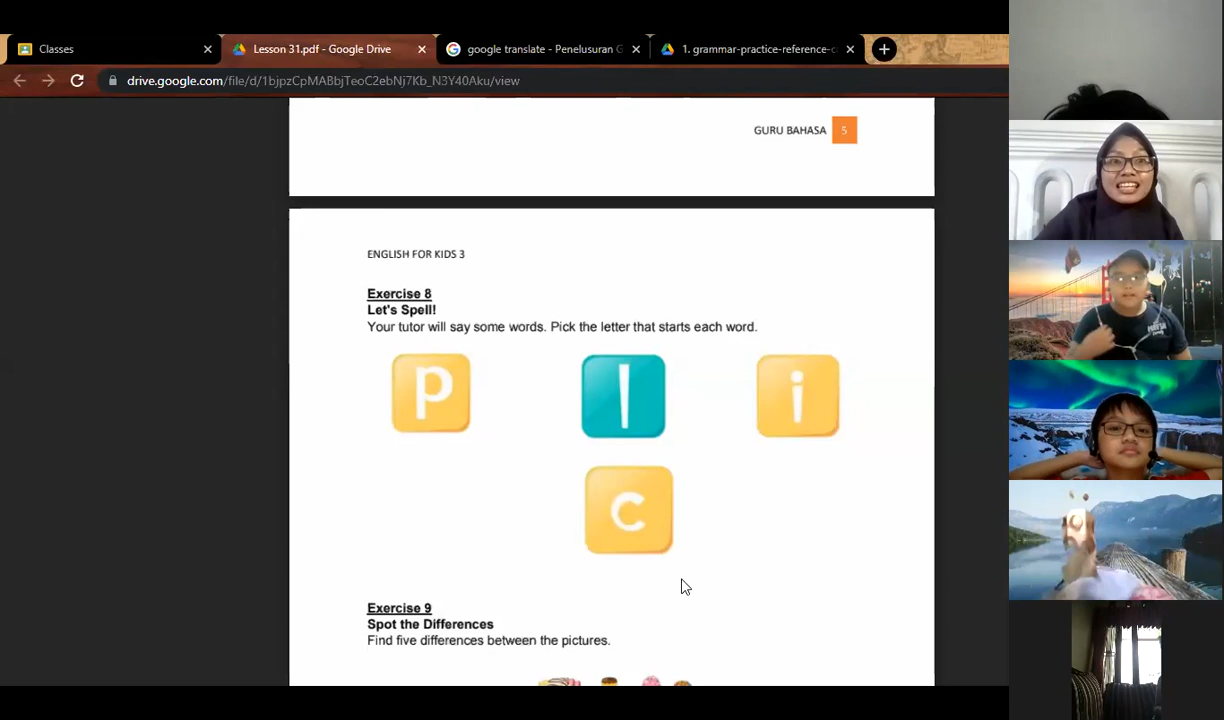 Classes
Lesson 31.pdf - Google Drive
google translate - Penelusuran G
1. grammar-practice-reference-c
drive.google.com/file/d/1bjpzCpMABbjTeoC2ebNj7Kb_N3Y40Aku/view
GURU BAHASA 5
ENGLISH FOR KIDS 3
Exercise 8
Let's Spell!
Your tutor will say some words. Pick the letter that starts each word.
p l i
c
Exercise 9
Spot the Differences
Find five differences between the pictures.